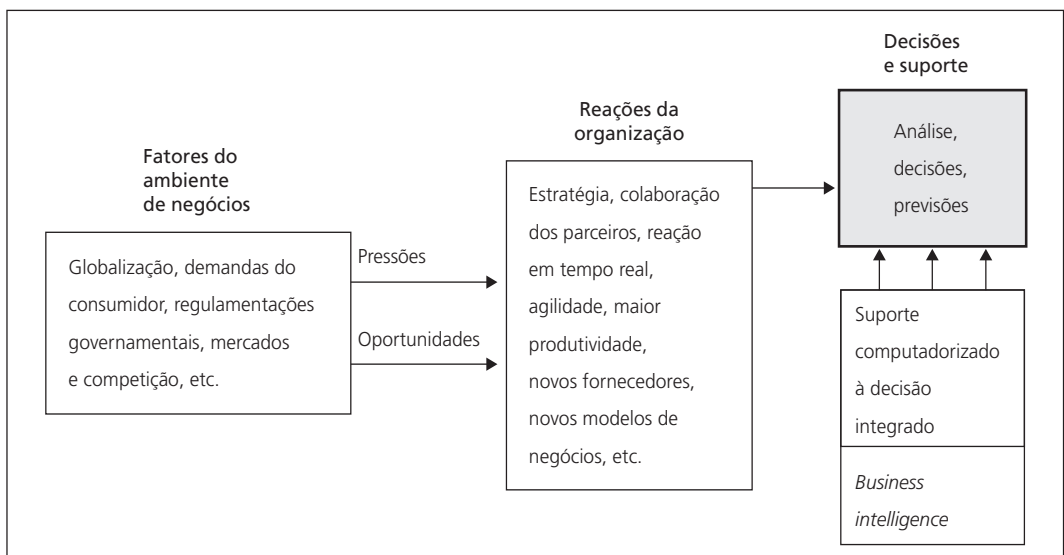 Fatores do
ambiente
de negócios
Globalização, demandas do
consumidor, regulamentações
governamentais, mercados
e competição, etc.
Pressões
Oportunidades
Reações da
organização
Estratégia, colaboração
dos parceiros, reação
em tempo real,
agilidade, maior
produtividade,
novos fornecedores,
novos modelos de
negócios, etc.
Decisões
e suporte
Análise,
decisões,
previsões
Suporte
computadorizado
à decisão
integrado
Business
intelligence